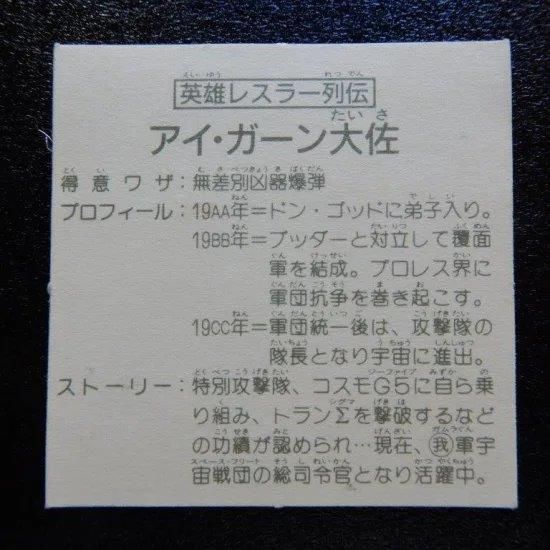 英雄レスラー列伝
アイ・ガーン大佐
得意ワザ:無差別凶器爆弾
プロフィール:19AA年=ドン・ゴッドに弟子入り。
19BB年=ブッダーと対立して覆面
軍を結成。プロレス界に
軍団抗争を巻き起こす。
19CC年=軍団統一後は、攻撃隊の
隊長となり宇宙に進出。
ストーリー:特別攻撃隊、コスモG5に自ら乗
り組み、トランΣを撃破するなど
の功績が認められ…現在、我軍宇
宙戦団の総司令官となり活躍中。